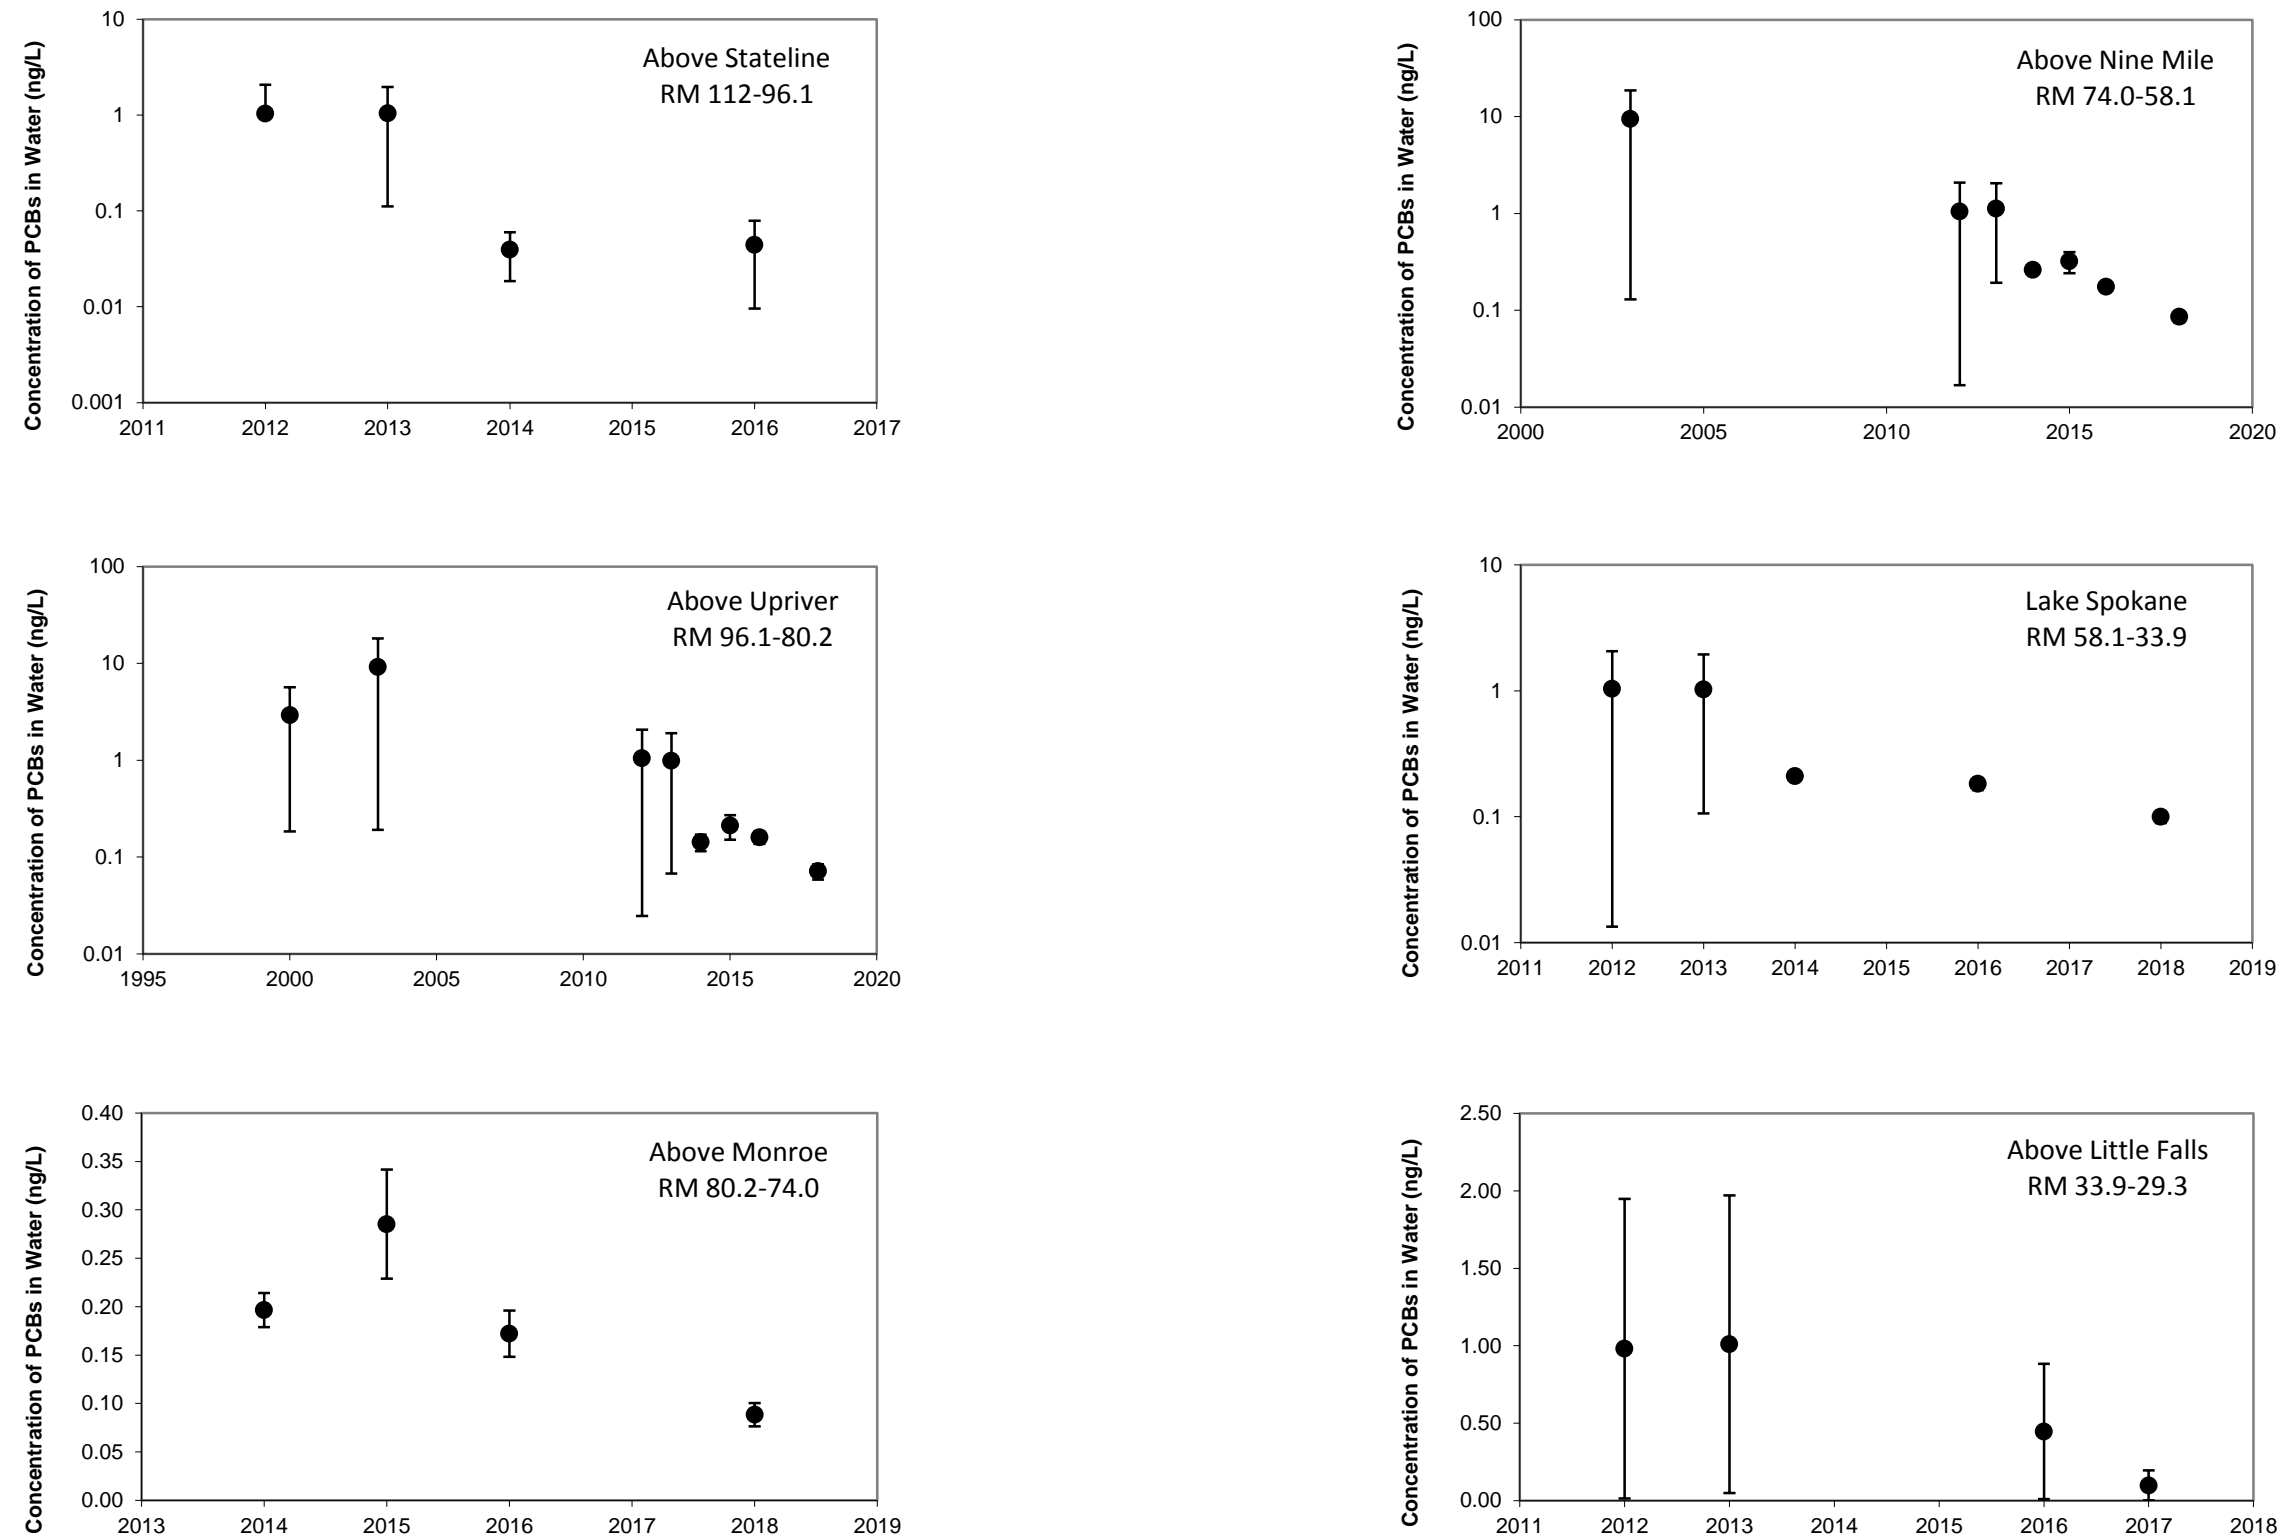 Concentration of PCBs in Water (ng/L)
10
1
0.1
0.01
0.001
Above Stateline
RM 112-96.1
2011 2012 2013 2014 2015 2016 2017
Concentration of PCBs in Water (ng/L)
100
10
1
0.1
0.01
Above Nine Mile
RM 74.0-58.1
2000 2005 2010 2015 2020
Concentration of PCBs in Water (ng/L)
100
10
1
0.1
0.01
Above Upriver
RM 96.1-80.2
1995 2000 2005 2010 2015 2020
Concentration of PCBs in Water (ng/L)
10
1
0.1
0.01
Lake Spokane
RM 58.1-33.9
2011 2012 2013 2014 2015 2016 2017 2018 2019
Concentration of PCBs in Water (ng/L)
0.40
0.35
0.30
0.25
0.20
0.15
0.10
0.05
0.00
Above Monroe
RM 80.2-74.0
2013 2014 2015 2016 2017 2018 2019
Concentration of PCBs in Water (ng/L)
2.50
2.00
1.50
1.00
0.50
0.00
Above Little Falls
RM 33.9-29.3
2011 2012 2013 2014 2015 2016 2017 2018